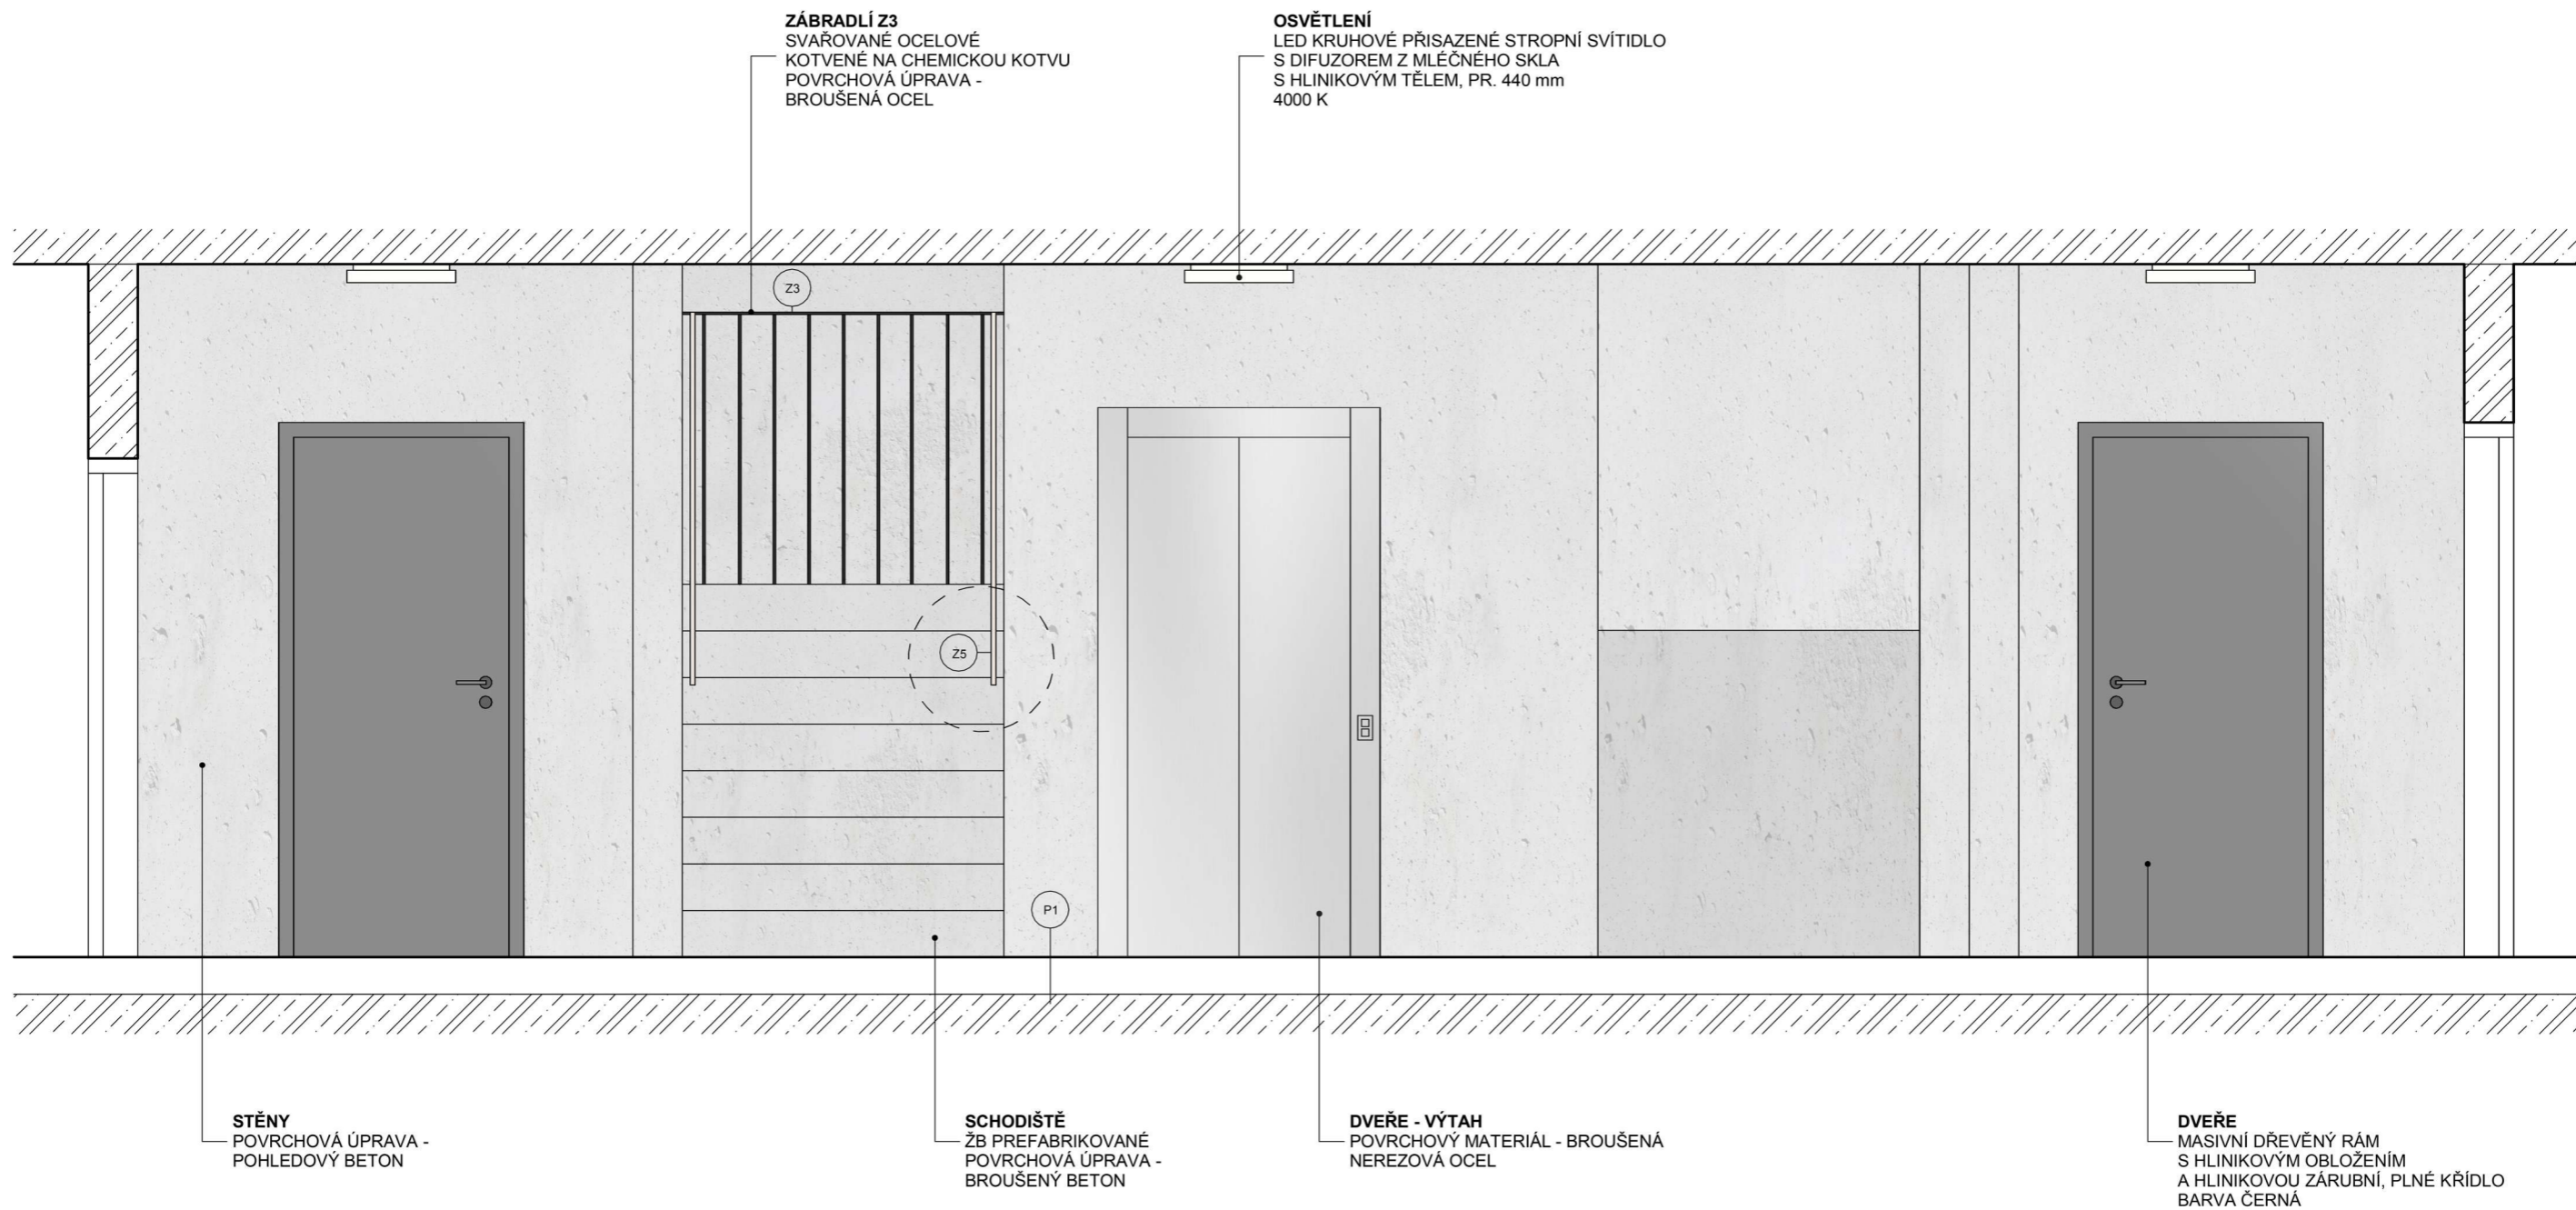 ZÁBRADLÍ Z3
SVAŘOVANÉ OCELOVÉ
KOTVENÉ NA CHEMICKOU KOTVU
POVRCHOVÁ ÚPRAVA -
BROUŠENÁ OCEL
OSVĚTLENÍ
LED KRUHOVÉ PŘISAZENÉ STROPNÍ SVÍTIDLO
S DIFUZOREM Z MLÉČNÉHO SKLA
S HLINIKOVÝM TĚLEM, PR. 440 mm
4000 K
Z3
Z5
P1
STĚNY
POVRCHOVÁ ÚPRAVA -
POHLEDOVÝ BETON
SCHODIŠTĚ
ŽB PREFABRIKOVANÉ
POVRCHOVÁ ÚPRAVA -
BROUŠENÝ BETON
DVEŘE - VÝTAH
POVRCHOVÝ MATERIÁL - BROUŠENÁ
NEREZOVÁ OCEL
DVEŘE
MASIVNÍ DŘEVĚNÝ RÁM
S HLINIKOVÝM OBLOŽENÍM
A HLINIKOVOU ZÁRUBNÍ, PLNÉ KŘÍDLO
BARVA ČERNÁ